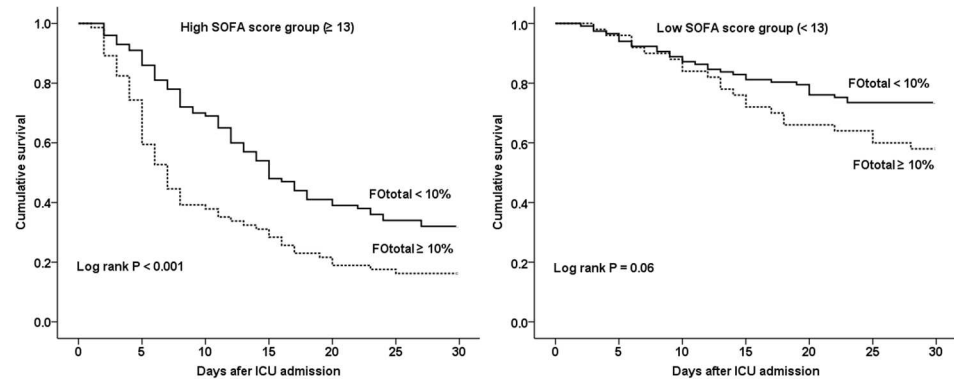 High SOFA score group (≥ 13)
Cumulative survival
1.0
0.8
0.6
0.4
0.2
0.0
FOtotal < 10%
FOtotal ≥ 10%
Log rank P < 0.001
0 5 10 15 20 25 30
Days afer ICU admission
Low SOFA score group (< 13)
Cumulative survival
1.0
0.8
0.6
0.4
0.2
0.0
FOtotal < 10%
FOtotal ≥ 10%
Log rank P = 0.06
0 5 10 15 20 25 30
Days after ICU admission